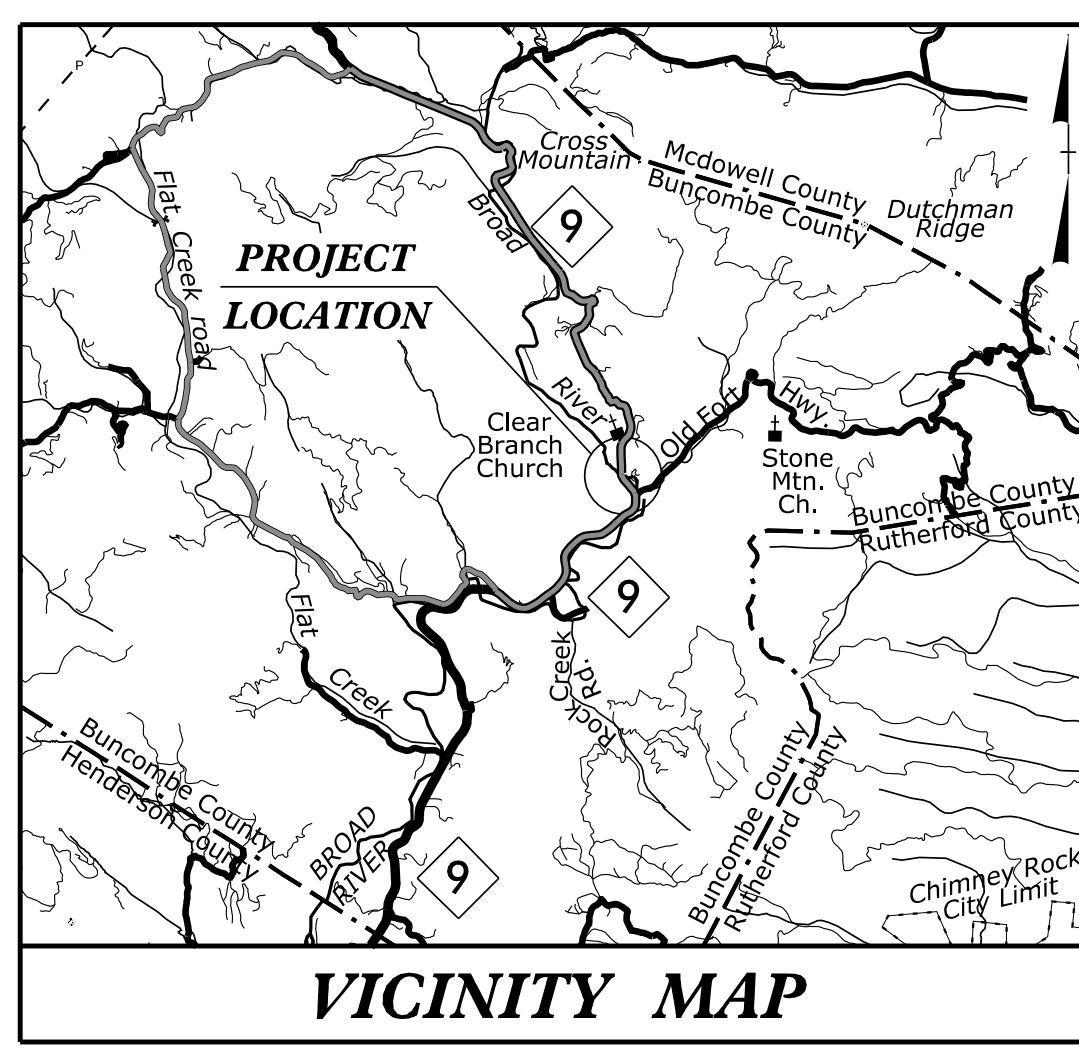 P
Cross
Mountain
Mcdowell County
Buncombe County
Dutchman
Ridge
Flat Creek road
Broad
9
PROJECT
LOCATION
River
Clear
Branch
Church
Old Fort Hwy.
Stone
Mtn.
Ch.
Buncombe County
Rutherford County
9
Flat
Creek
Rock Creek
Rd.
Buncombe County
Henderson County
Buncombe County
Rutherford County
BROAD
RIVER
9
Chimney Rock
City Limit
VICINITY MAP